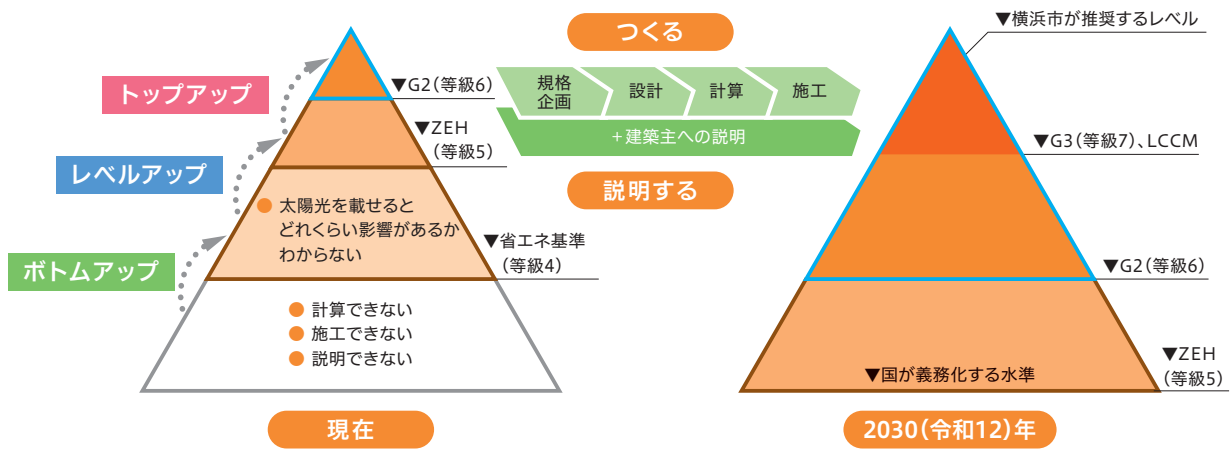 トップアップ
レベルアップ
ボトムアップ
▼G2(等級6)
▼ZEH
(等級5)
● 太陽光を載せると
どれくらい影響があるか
わからない
▼省エネ基準
(等級4)
● 計算できない
● 施工できない
● 説明できない
現在
つくる
規格
企画
設計
計算
施工
+建築主への説明
説明する
▼横浜市が推奨するレベル
▼G3(等級7)、LCCM
▼G2(等級6)
▼ZEH
(等級5)
▼国が義務化する水準
2030(令和12)年